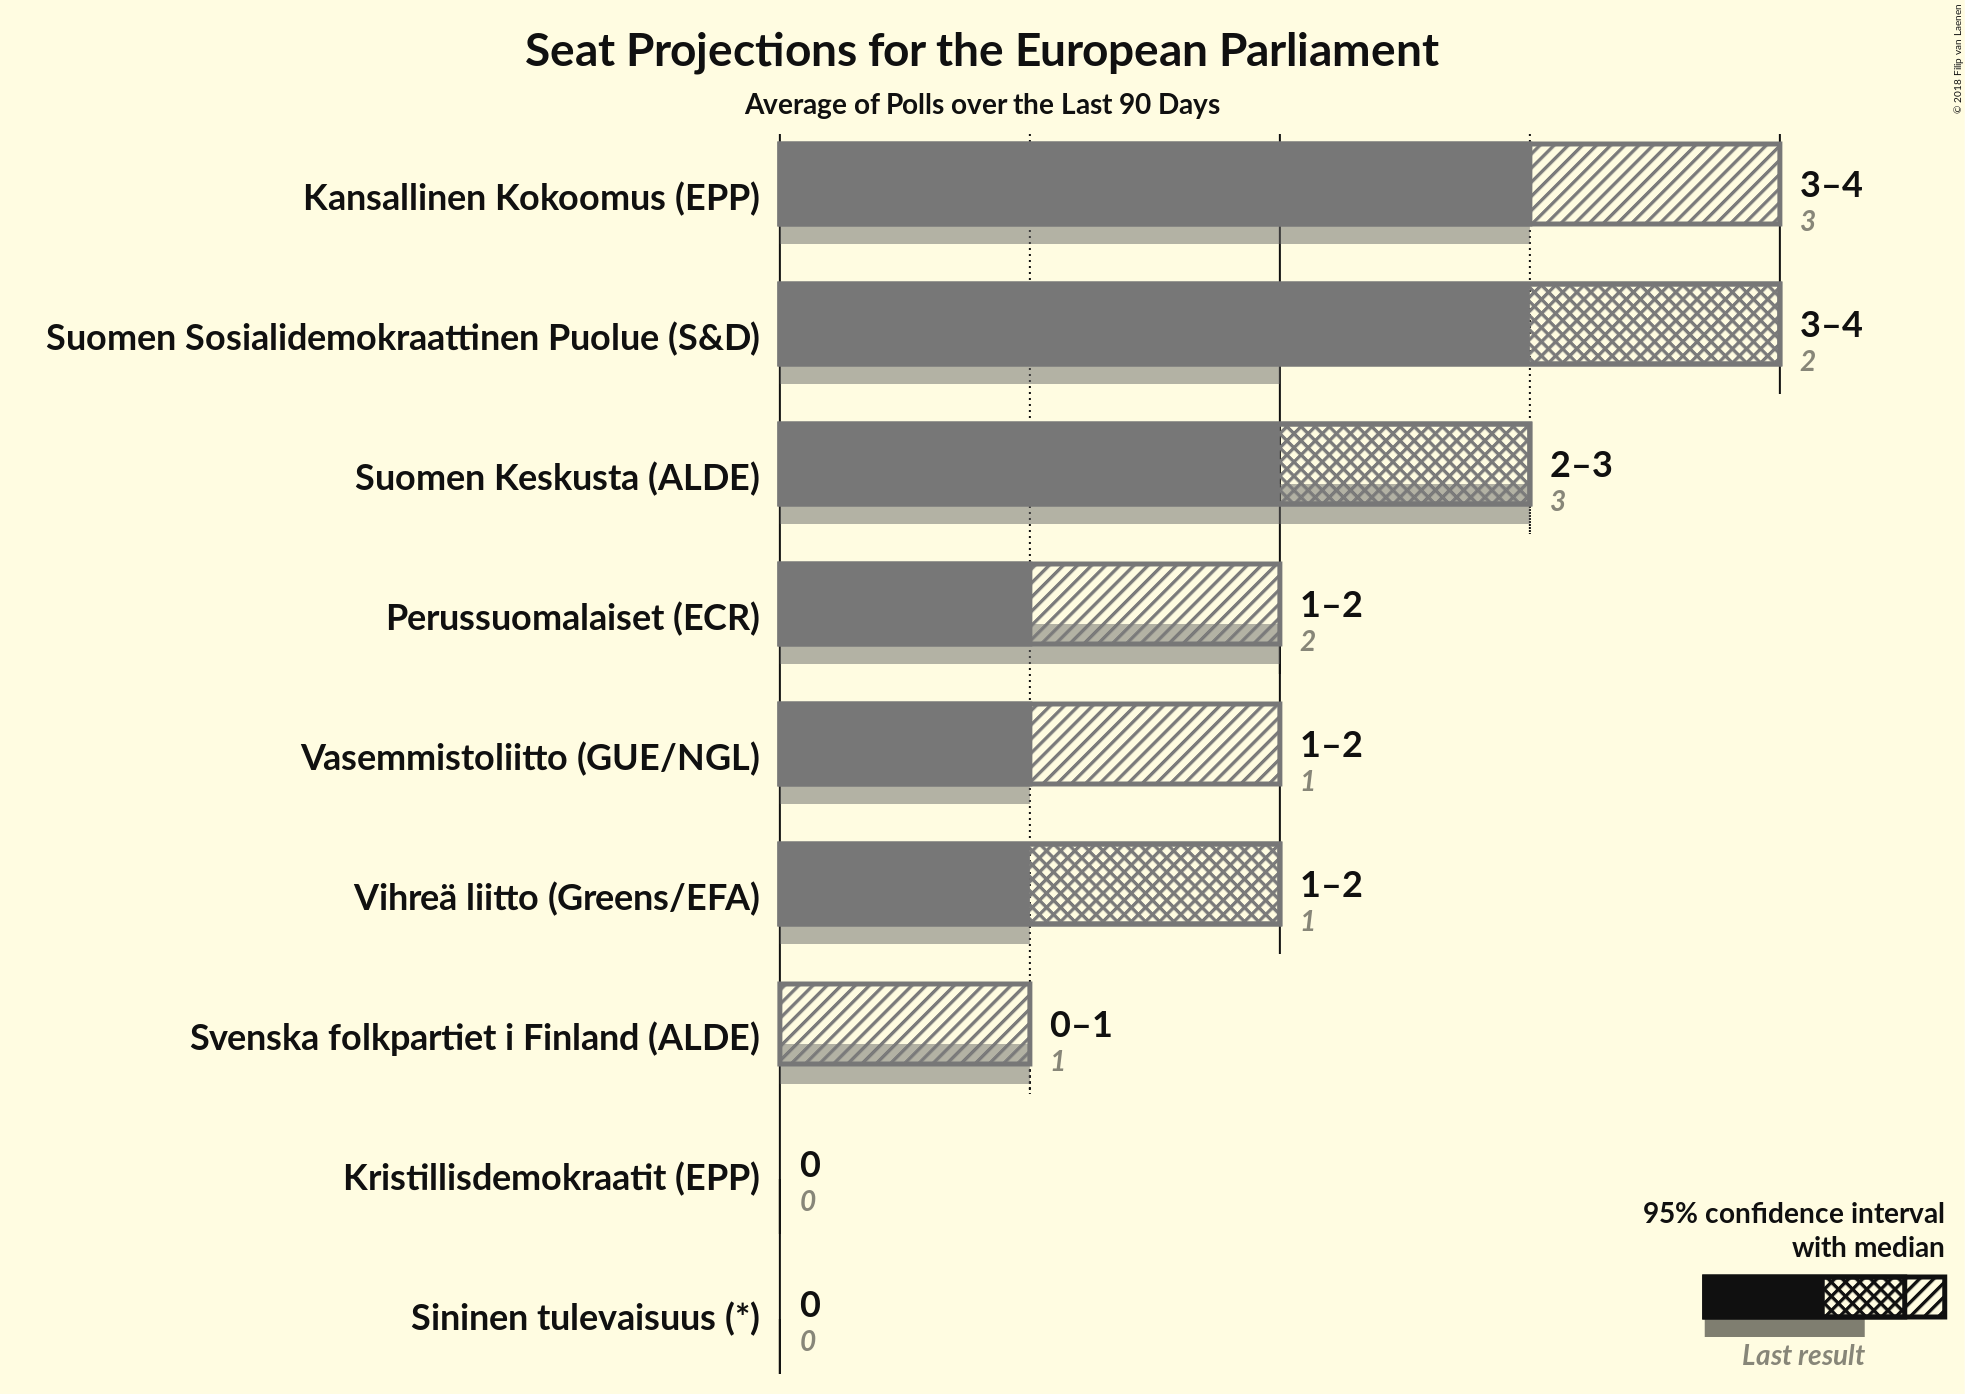 Seat Projections for the European Parliament
Average of Polls over the Last 90 Days
© 2018 Filip van Laenen
Kansallinen Kokoomus (EPP)
3–4
3
Suomen Sosialidemokraattinen Puolue (S&D)
3–4
2
Suomen Keskusta (ALDE)
2–3
3
Perussuomalaiset (ECR)
1–2
2
Vasemmistoliitto (GUE/NGL)
1–2
1
Vihreä liitto (Greens/EFA)
1–2
1
Svenska folkpartiet i Finland (ALDE)
0–1
1
Kristillisdemokraatit (EPP)
0
0
Sininen tulevaisuus (*)
0
0
95% confidence interval
with median
Last result